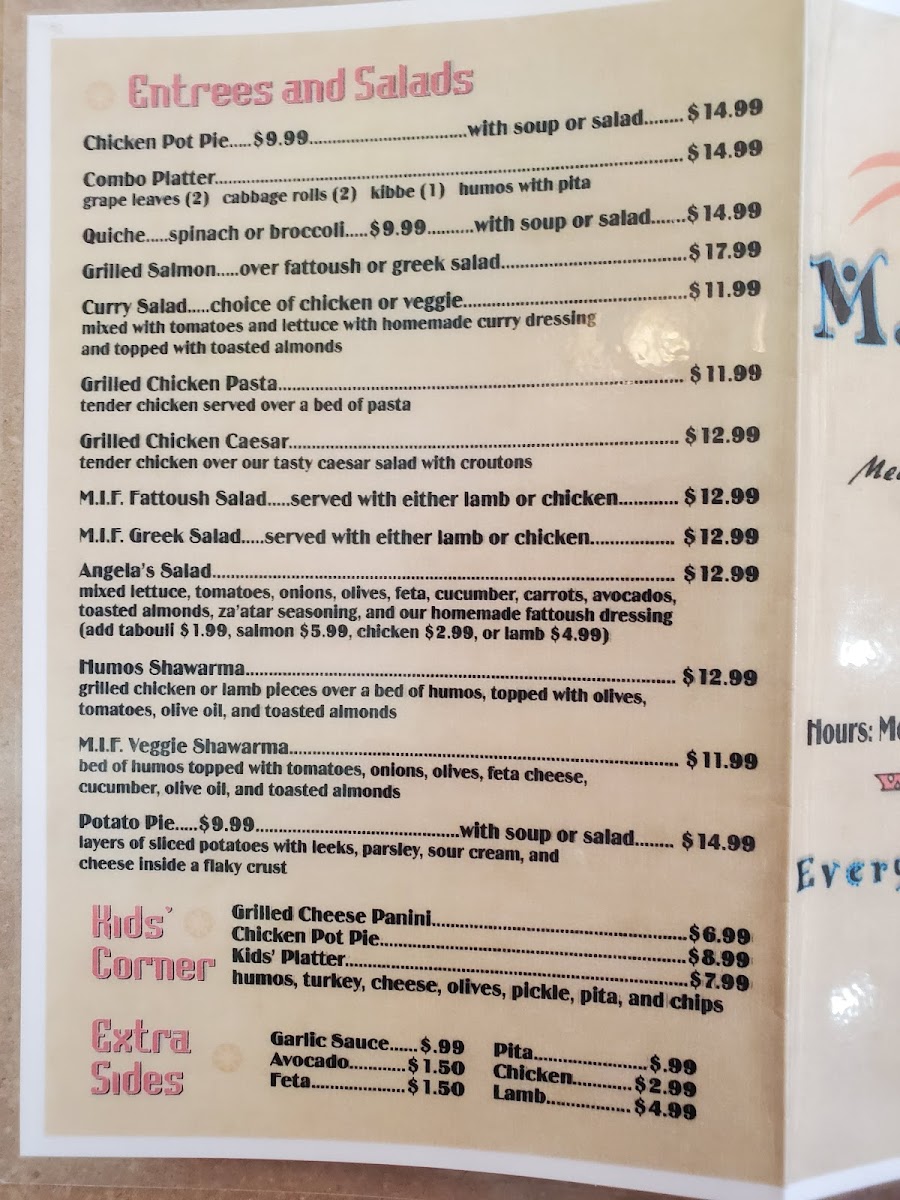 Entrees and Salads
Chicken Pot Pie.....$9.99..............................with soup or salad........$14.99
Combo Platter.....................................................................$14.99
grape leaves (2) cabbage rolls (2) kibbe (1) humos with pita
Quiche.....spinach or broccoli.....$9.99..........with soup or salad.......$14.99
Grilled Salmon.....over fattoush or greek salad....................................$17.99
Curry Salad.....choice of chicken or veggie...........................................$11.99
mixed with tomatoes and lettuce with homemade curry dressing
and topped with toasted almonds
Grilled Chicken Pasta...............................................................................$11.99
tender chicken served over a bed of pasta
Grilled Chicken Caesar............................................................................$12.99
tender chicken over our tasty caesar salad with croutons
M.I.F. Fattoush Salad.....served with either lamb or chicken............$12.99
M.I.F. Greek Salad.....served with either lamb or chicken.................$12.99
Angela's Salad...........................................................................................$12.99
mixed lettuce, tomatoes, onions, olives, feta, cucumber, carrots, avocados,
toasted almonds, za'atar seasoning, and our homemade fattoush dressing
(add tabouli $1.99, salmon $5.99, chicken $2.99, or lamb $4.99)
Humos Shawarma....................................................................................$12.99
grilled chicken or lamb pieces over a bed of humos, topped with olives,
tomatoes, olive oil, and toasted almonds
M.I.F. Veggie Shawarma............................................................................$11.99
bed of humos topped with tomatoes, onions, olives, feta cheese,
cucumber, olive oil, and toasted almonds
Potato Pie.....$9.99........................................with soup or salad........$14.99
layers of sliced potatoes with leeks, parsley, sour cream, and
cheese inside a flaky crust
Kids' Corner
Grilled Cheese Panini..................................................$6.99
Chicken Pot Pie............................................................$8.99
Kids' Platter...................................................................$7.99
humos, turkey, cheese, olives, pickle, pita, and chips
Extra Sides
Garlic Sauce......$.99
Avocado............$1.50
Feta....................$1.50
Pita.......................$.99
Chicken............$2.99
Lamb.................$4.99
M.
Hours: